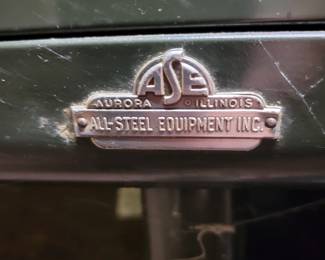 ASE
AURORA ILLINOIS
ALL-STEEL EQUIPMENT INC.